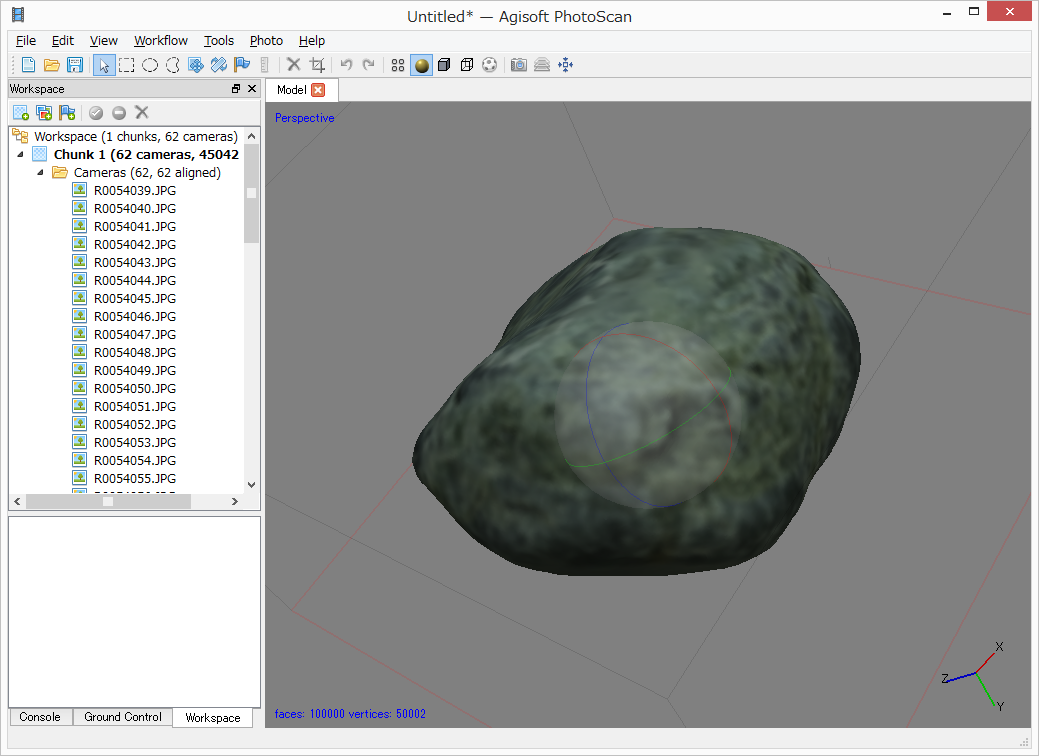 Untitled* — Agisoft PhotoScan
File Edit View Workflow Tools Photo Help
Workspace
Model
Workspace (1 chunks, 62 cameras)
Chunk 1 (62 cameras, 45042
Cameras (62, 62 aligned)
R0054039.JPG
R0054040.JPG
R0054041.JPG
R0054042.JPG
R0054043.JPG
R0054044.JPG
R0054045.JPG
R0054046.JPG
R0054047.JPG
R0054048.JPG
R0054049.JPG
R0054050.JPG
R0054051.JPG
R0054052.JPG
R0054053.JPG
R0054054.JPG
R0054055.JPG
Perspective
X
Z
Y
faces: 100000 vertices: 50002
Console Ground Control Workspace